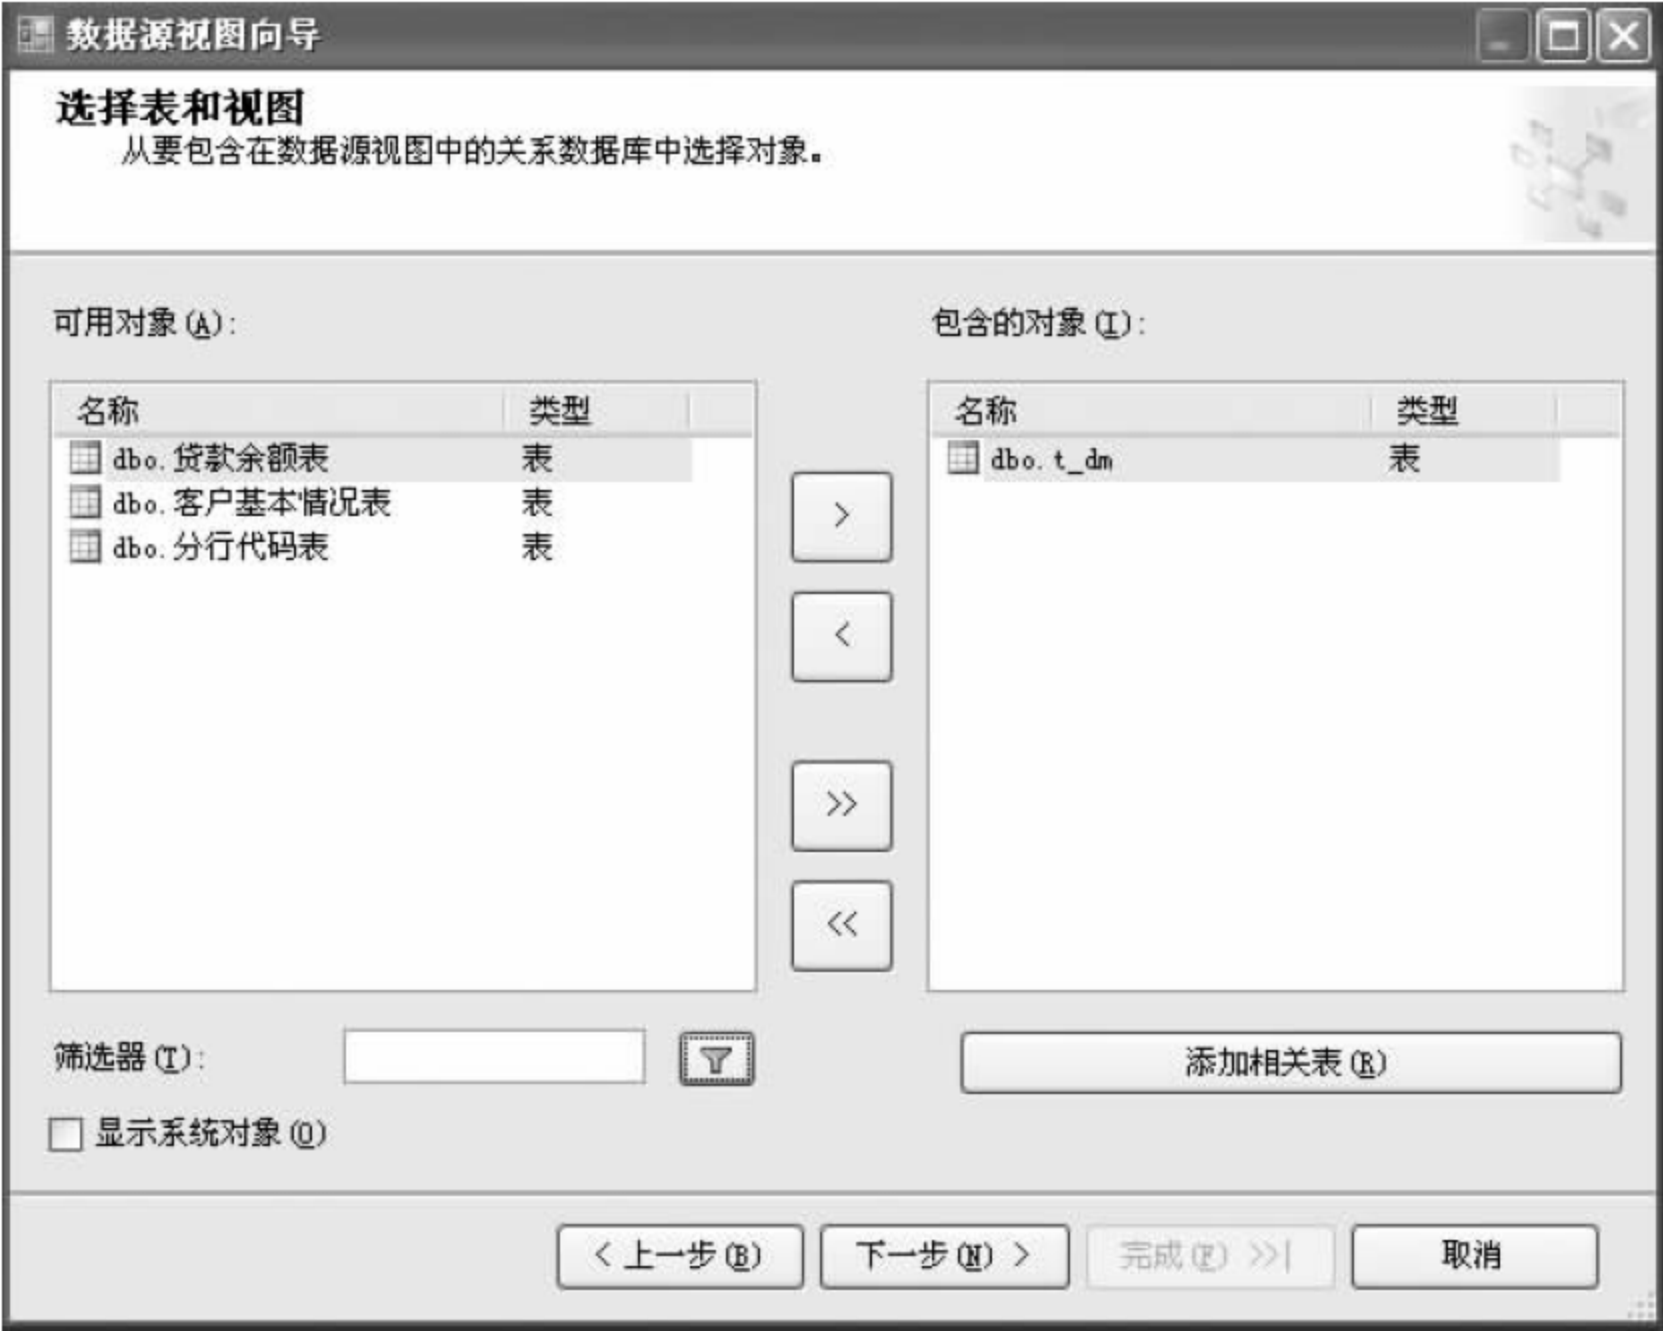 数据源视图向导
选择表和视图
从要包含在数据源视图中的关系数据库中选择对象。
可用对象(A):
名称 类型
dbo.贷款余额表 表
dbo.客户基本情况表 表
dbo.分行代码表 表
>
<
>>
<<
包含的对象(I):
名称 类型
dbo.t_dm 表
筛选器(T):
添加相关表(R)
显示系统对象(O)
< 上一步(B)
下一步(N) >
完成(F) >>|
取消